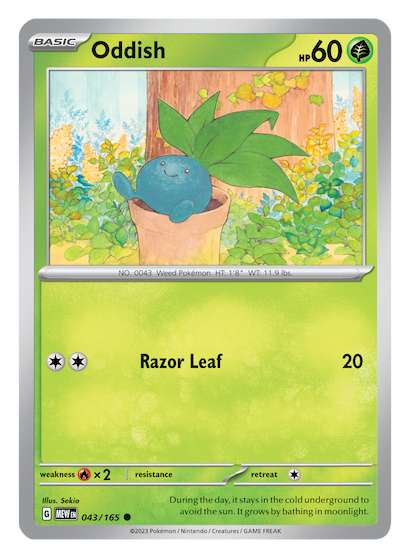 BASIC Oddish HP 60
NO. 0043 Weed Pokémon HT: 1'8" WT: 11.9 lbs.
Razor Leaf 20
weakness ×2 resistance retreat
Illus. Sekio
During the day, it stays in the cold underground to
avoid the sun. It grows by bathing in moonlight.
G MEW EN 043/165
©2023 Pokémon / Nintendo / Creatures / GAME FREAK